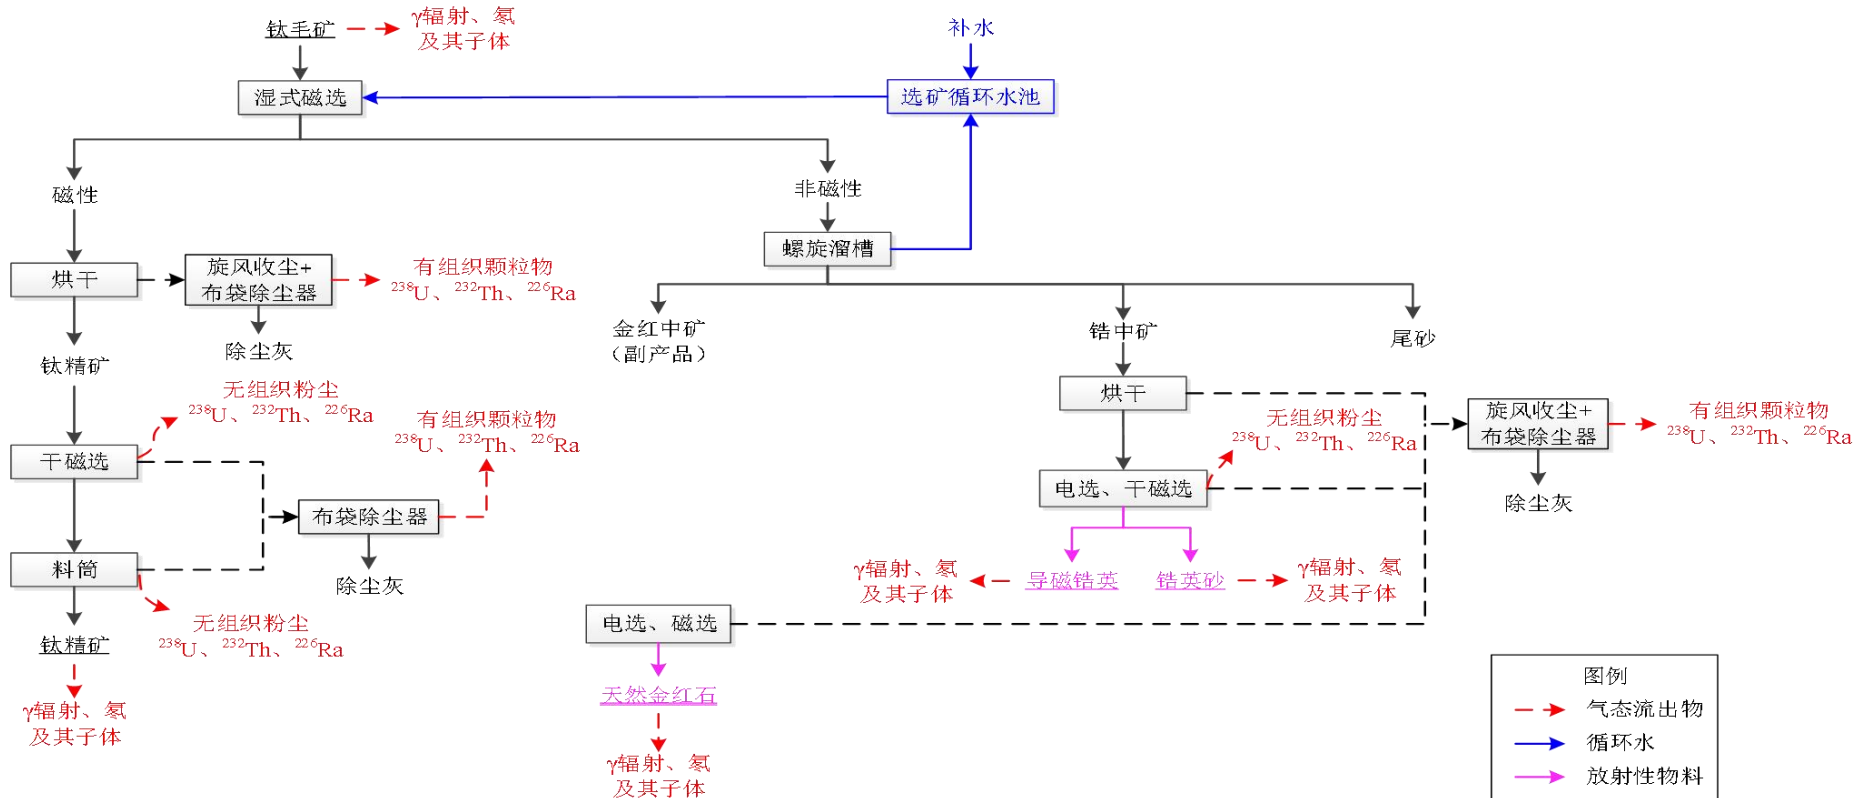 钛毛矿
γ辐射、氡
及其子体
补水
湿式磁选
选矿循环水池
磁性
非磁性
螺旋溜槽
烘干
旋风收尘+
布袋除尘器
有组织颗粒物
²³⁸U、²³²Th、²²⁶Ra
除尘灰
钛精矿
金红中矿
（副产品）
锆中矿
尾砂
无组织粉尘
²³⁸U、²³²Th、²²⁶Ra
有组织颗粒物
²³⁸U、²³²Th、²²⁶Ra
烘干
无组织粉尘
²³⁸U、²³²Th、²²⁶Ra
旋风收尘+
布袋除尘器
有组织颗粒物
²³⁸U、²³²Th、²²⁶Ra
除尘灰
干磁选
布袋除尘器
除尘灰
电选、干磁选
料筒
无组织粉尘
²³⁸U、²³²Th、²²⁶Ra
γ辐射、氡
及其子体
导磁锆英
锆英砂
γ辐射、氡
及其子体
钛精矿
γ辐射、氡
及其子体
电选、磁选
天然金红石
γ辐射、氡
及其子体
图例
气态流出物
循环水
放射性物料